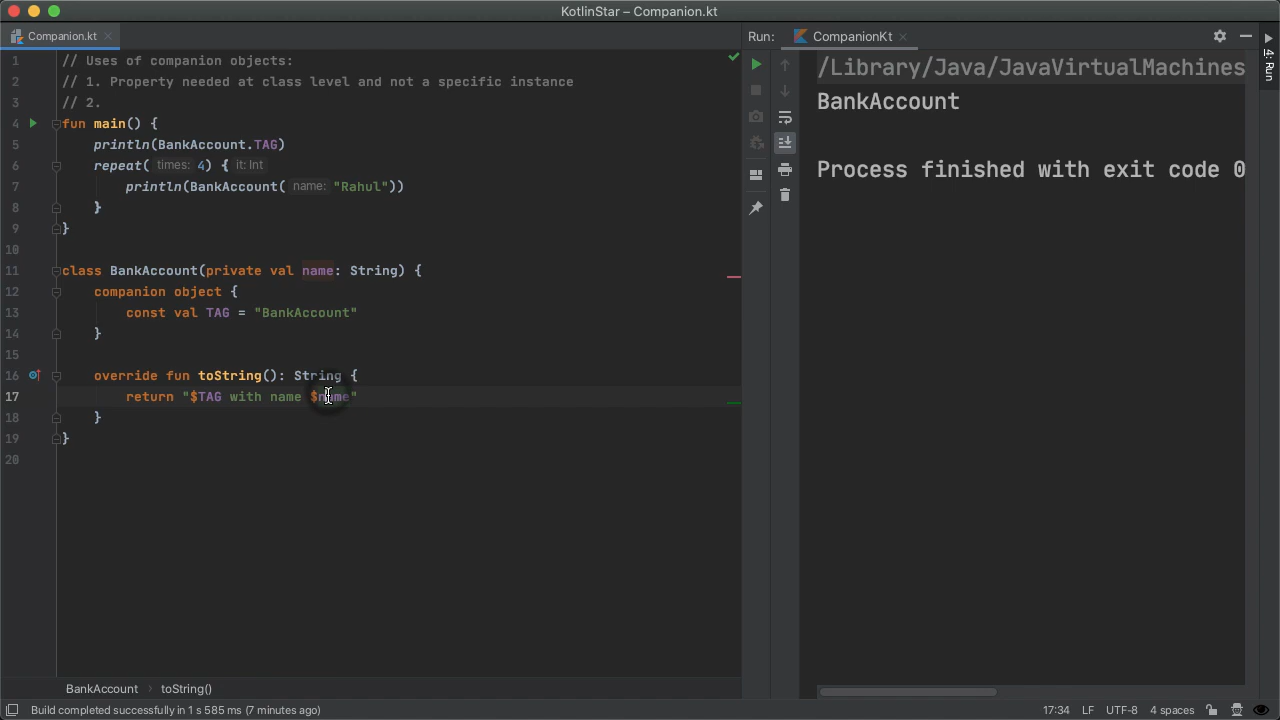 KotlinStar – Companion.kt
Companion.kt
Run: CompanionKt
4: Run
1 // Uses of companion objects:
2 // 1. Property needed at class level and not a specific instance
3 // 2.
4 fun main() {
5 println(BankAccount.TAG)
6 repeat( times: 4) { it: Int
7 println(BankAccount( name: "Rahul"))
8 }
9 }
10
11 class BankAccount(private val name: String) {
12 companion object {
13 const val TAG = "BankAccount"
14 }
15
16 override fun toString(): String {
17 return "$TAG with name $name"
18 }
19 }
20
/Library/Java/JavaVirtualMachines
BankAccount
Process finished with exit code 0
BankAccount › toString()
Build completed successfully in 1 s 585 ms (7 minutes ago)
17:34 LF UTF-8 4 spaces